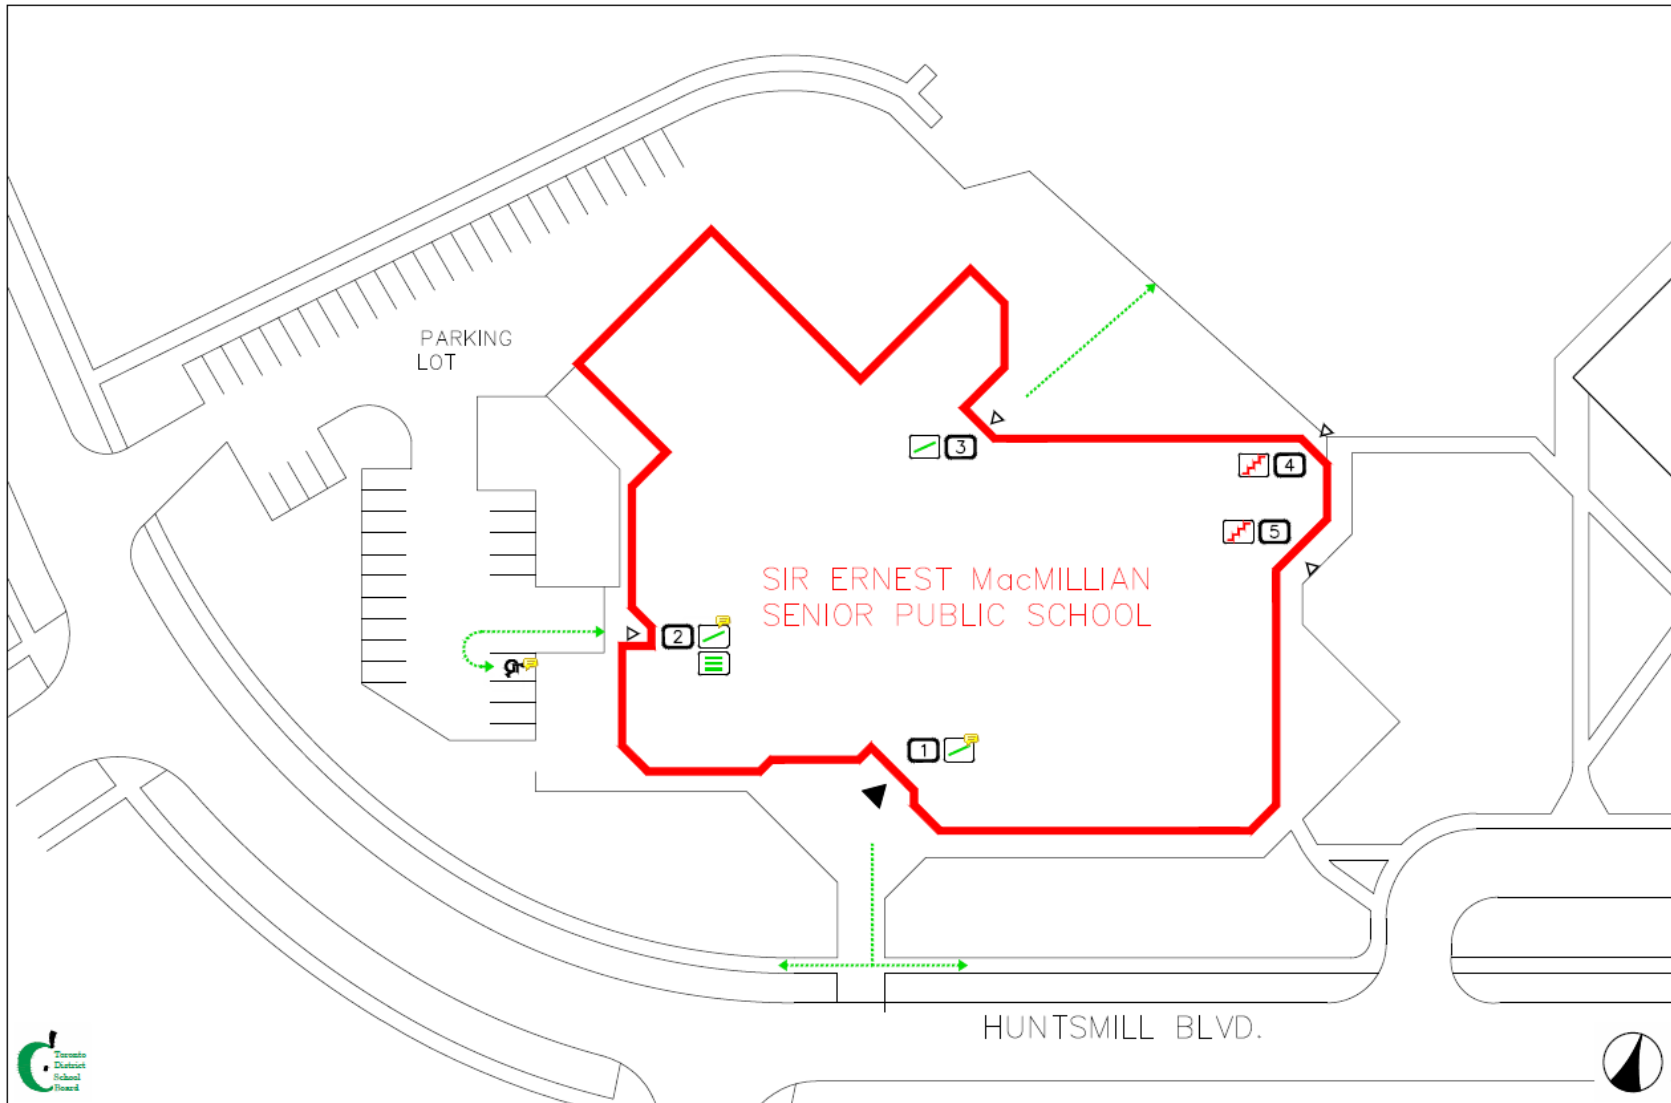 PARKING
LOT
3
4
5
SIR ERNEST MacMILLIAN
SENIOR PUBLIC SCHOOL
2
1
HUNTSMILL BLVD.
Toronto
District
School
Board